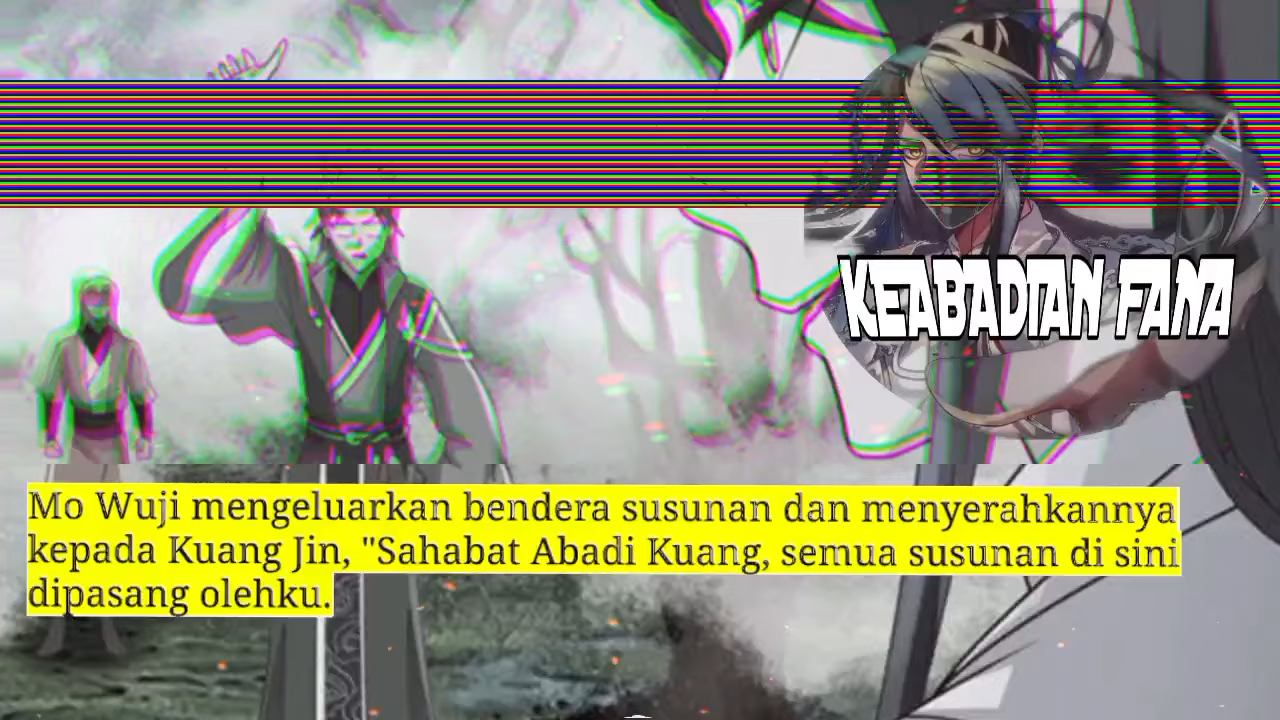 KEABADIAN FANA
Mo Wuji mengeluarkan bendera susunan dan menyerahkannya
kepada Kuang Jin, "Sahabat Abadi Kuang, semua susunan di sini
dipasang olehku.